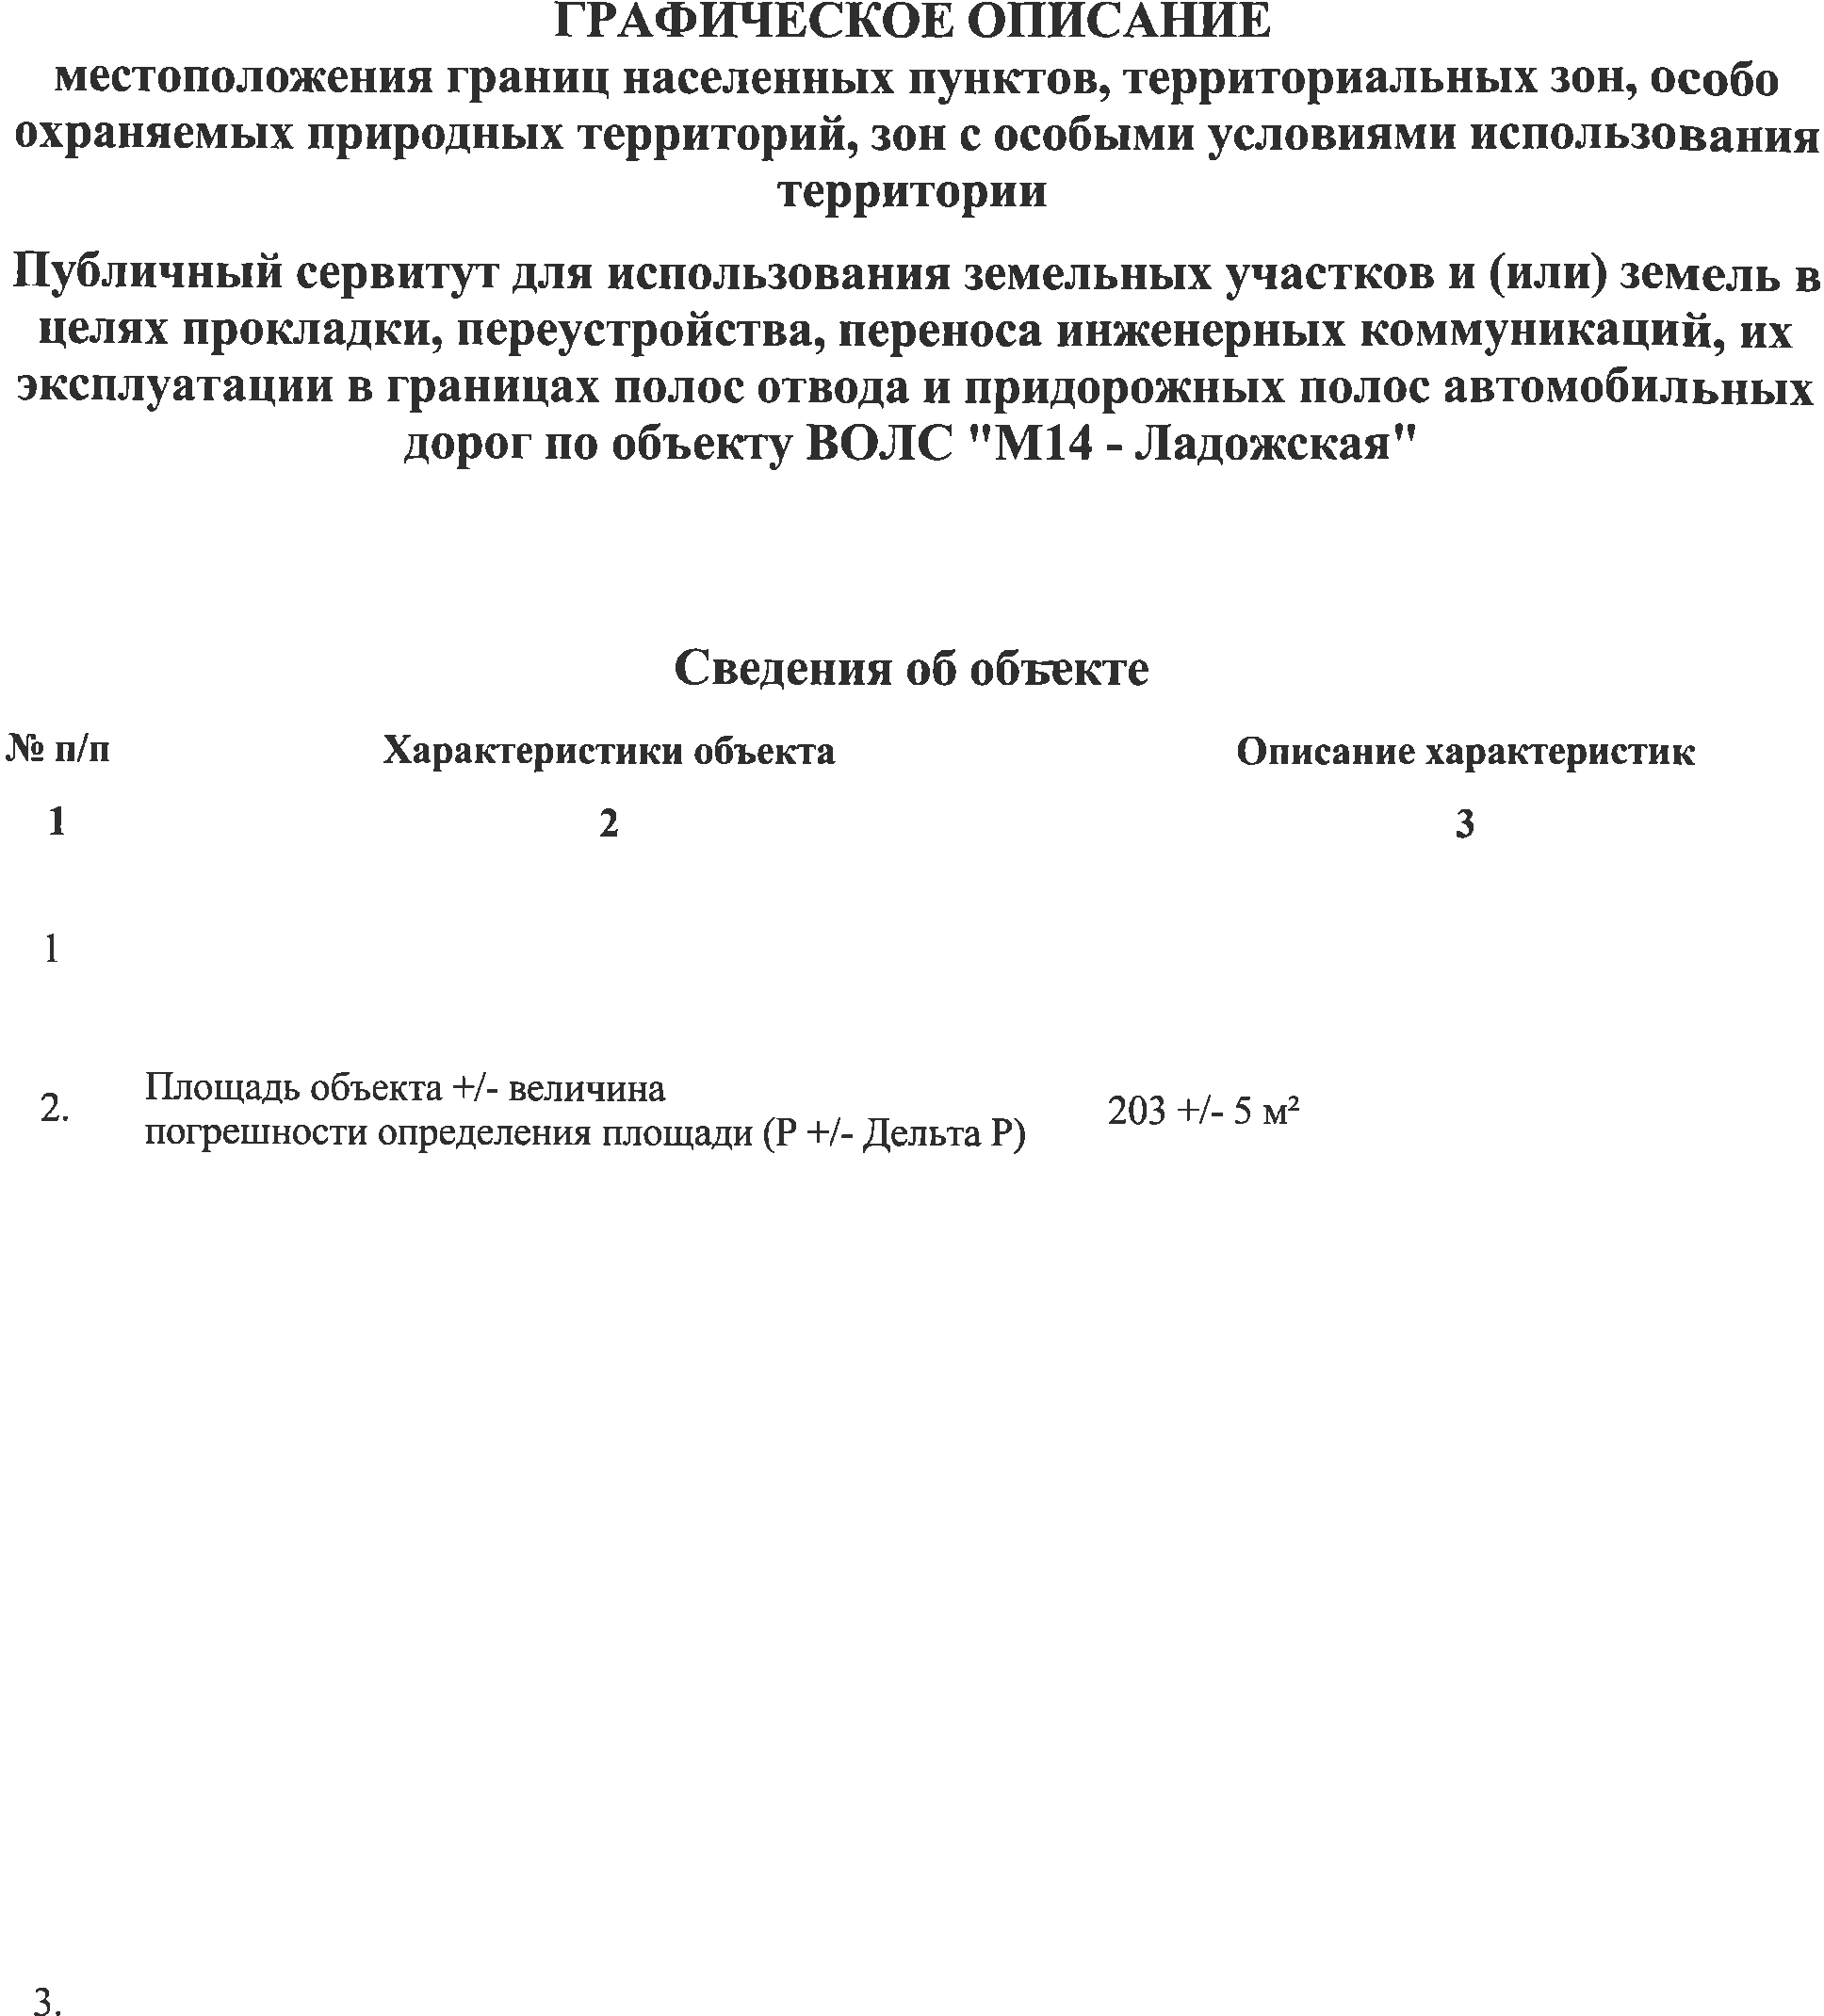 ГРАФИЧЕСКОЕ ОПИСАНИЕ
местоположения границ населенных пунктов, территориальных зон, особо
охраняемых природных территорий, зон с особыми условиями использования
территории
Публичный сервитут для использования земельных участков и (или) земель в
целях прокладки, переустройства, переноса инженерных коммуникаций, их
эксплуатации в границах полос отвода и придорожных полос автомобильных
дорог по объекту ВОЛС "М14 - Ладожская"
Сведения об объекте
№ п/п Характеристики объекта Описание характеристик
1 2 3
1
2. Площадь объекта +/- величина
погрешности определения площади (Р +/- Дельта Р) 203 +/- 5 м²
3.